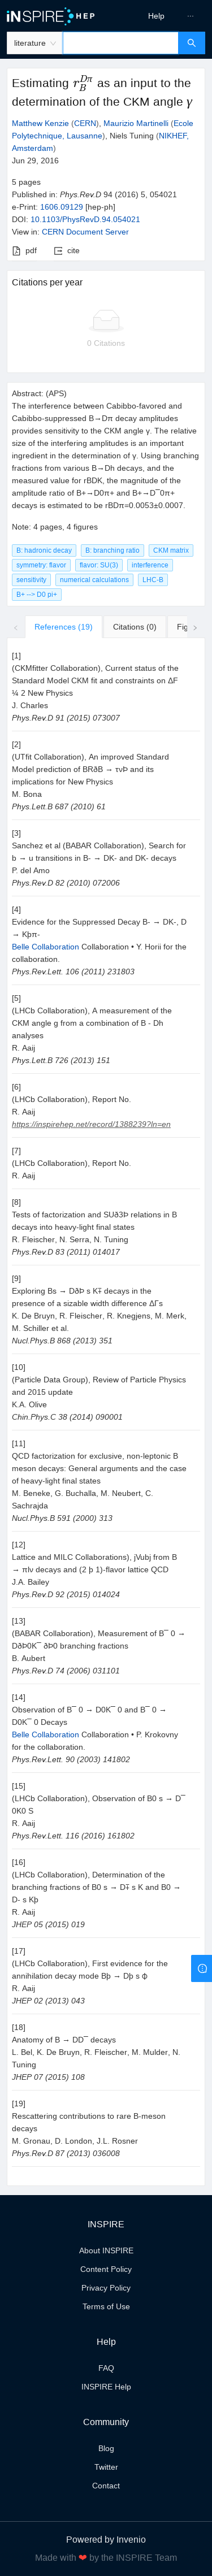 INSPIRE HEP
Help
...
literature
Estimating r_B^{Dπ} as an input to the
determination of the CKM angle γ
Matthew Kenzie (CERN), Maurizio Martinelli (Ecole
Polytechnique, Lausanne), Niels Tuning (NIKHEF,
Amsterdam)
Jun 29, 2016
5 pages
Published in: Phys.Rev.D 94 (2016) 5, 054021
e-Print: 1606.09129 [hep-ph]
DOI: 10.1103/PhysRevD.94.054021
View in: CERN Document Server
pdf
cite
Citations per year
0 Citations
Abstract: (APS)
The interference between Cabibbo-favored and
Cabibbo-suppressed B→Dπ decay amplitudes
provides sensitivity to the CKM angle γ. The relative
size of the interfering amplitudes is an important
ingredient in the determination of γ. Using branching
fractions from various B→Dh decays, and the
measured value for rBDK, the magnitude of the
amplitude ratio of B+→D0π+ and B+→D¯0π+
decays is estimated to be r=0.0053±0.0007.
Note: 4 pages, 4 figures
B: hadronic decay
B: branching ratio
CKM matrix
symmetry: flavor
flavor: SU(3)
interference
sensitivity
numerical calculations
LHC-B
B+ --> D0 pi+
References (19)
Citations (0)
Fig
[1]
(CKMfitter Collaboration), Current status of the
Standard Model CKM fit and constraints on ΔF
¼ 2 New Physics
J. Charles
Phys.Rev.D 91 (2015) 073007
[2]
(UTfit Collaboration), An improved Standard
Model prediction of BRðB → τνÞ and its
implications for New Physics
M. Bona
Phys.Lett.B 687 (2010) 61
[3]
Sanchez et al (BABAR Collaboration), Search for
b → u transitions in B- → DK- and DK- decays
P. del Amo
Phys.Rev.D 82 (2010) 072006
[4]
Evidence for the Suppressed Decay B- → DK-, D
→ Kþπ-
Belle Collaboration Collaboration • Y. Horii for the
collaboration.
Phys.Rev.Lett. 106 (2011) 231803
[5]
(LHCb Collaboration), A measurement of the
CKM angle γ from a combination of B - Dh
analyses
R. Aaij
Phys.Lett.B 726 (2013) 151
[6]
(LHCb Collaboration), Report No.
R. Aaij
https://inspirehep.net/record/1388239?ln=en
[7]
(LHCb Collaboration), Report No.
R. Aaij
[8]
Tests of factorization and SUð3Þ relations in B
decays into heavy-light final states
R. Fleischer, N. Serra, N. Tuning
Phys.Rev.D 83 (2011) 014017
[9]
Exploring Bs → DðÞ s K∓ decays in the
presence of a sizable width difference ΔΓs
K. De Bruyn, R. Fleischer, R. Knegjens, M. Merk,
M. Schiller et al.
Nucl.Phys.B 868 (2013) 351
[10]
(Particle Data Group), Review of Particle Physics
and 2015 update
K.A. Olive
Chin.Phys.C 38 (2014) 090001
[11]
QCD factorization for exclusive, non-leptonic B
meson decays: General arguments and the case
of heavy-light final states
M. Beneke, G. Buchalla, M. Neubert, C.
Sachrajda
Nucl.Phys.B 591 (2000) 313
[12]
Lattice and MILC Collaborations), jVubj from B
→ πlν decays and (2 þ 1)-flavor lattice QCD
J.A. Bailey
Phys.Rev.D 92 (2015) 014024
[13]
(BABAR Collaboration), Measurement of B¯ 0 →
DðÞ0K¯ ðÞ0 branching fractions
B. Aubert
Phys.Rev.D 74 (2006) 031101
[14]
Observation of B¯ 0 → D0K¯ 0 and B¯ 0 →
D0K¯ 0 Decays
Belle Collaboration Collaboration • P. Krokovny
for the collaboration.
Phys.Rev.Lett. 90 (2003) 141802
[15]
(LHCb Collaboration), Observation of B0 s → D¯
0K0 S
R. Aaij
Phys.Rev.Lett. 116 (2016) 161802
[16]
(LHCb Collaboration), Determination of the
branching fractions of B0 s → D∓ s K and B0 →
D- s Kþ
R. Aaij
JHEP 05 (2015) 019
[17]
(LHCb Collaboration), First evidence for the
annihilation decay mode Bþ → Dþ s ϕ
R. Aaij
JHEP 02 (2013) 043
[18]
Anatomy of B → DD¯ decays
L. Bel, K. De Bruyn, R. Fleischer, M. Mulder, N.
Tuning
JHEP 07 (2015) 108
[19]
Rescattering contributions to rare B-meson
decays
M. Gronau, D. London, J.L. Rosner
Phys.Rev.D 87 (2013) 036008
INSPIRE
About INSPIRE
Content Policy
Privacy Policy
Terms of Use
Help
FAQ
INSPIRE Help
Community
Blog
Twitter
Contact
Powered by Invenio
Made with ❤ by the INSPIRE Team